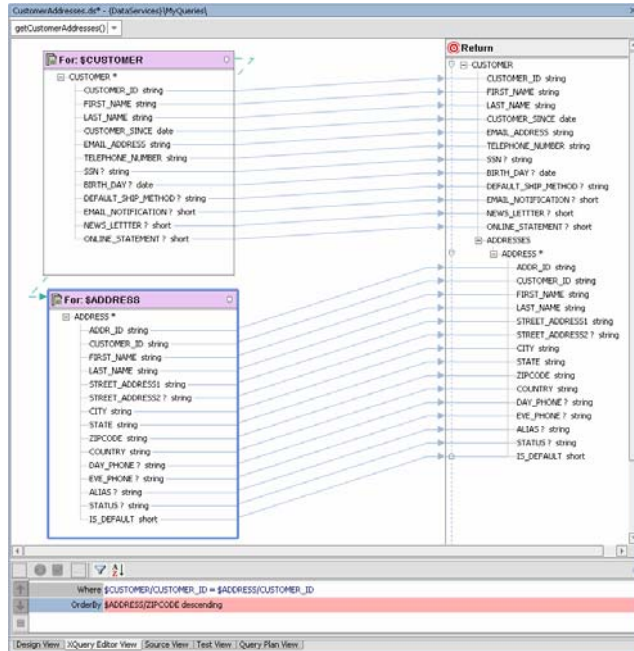 CustomerAddresses.ds* - {DataServices}\MyQueries\
getCustomerAddresses()
For: $CUSTOMER
CUSTOMER *
CUSTOMER_ID string
FIRST_NAME string
LAST_NAME string
CUSTOMER_SINCE date
EMAIL_ADDRESS string
TELEPHONE_NUMBER string
SSN ? string
BIRTH_DAY ? date
DEFAULT_SHIP_METHOD ? string
EMAIL_NOTIFICATION ? short
NEWS_LETTTER ? short
ONLINE_STATEMENT ? short
For: $ADDRESS
ADDRESS *
ADDR_ID string
CUSTOMER_ID string
FIRST_NAME string
LAST_NAME string
STREET_ADDRESS1 string
STREET_ADDRESS2 ? string
CITY string
STATE string
ZIPCODE string
COUNTRY string
DAY_PHONE ? string
EVE_PHONE ? string
ALIAS ? string
STATUS ? string
IS_DEFAULT short
Return
CUSTOMER
CUSTOMER_ID string
FIRST_NAME string
LAST_NAME string
CUSTOMER_SINCE date
EMAIL_ADDRESS string
TELEPHONE_NUMBER string
SSN ? string
BIRTH_DAY ? date
DEFAULT_SHIP_METHOD ? string
EMAIL_NOTIFICATION ? short
NEWS_LETTTER ? short
ONLINE_STATEMENT ? short
ADDRESSES
ADDRESS *
ADDR_ID string
CUSTOMER_ID string
FIRST_NAME string
LAST_NAME string
STREET_ADDRESS1 string
STREET_ADDRESS2 ? string
CITY string
STATE string
ZIPCODE string
COUNTRY string
DAY_PHONE ? string
EVE_PHONE ? string
ALIAS ? string
STATUS ? string
IS_DEFAULT short
Where $CUSTOMER/CUSTOMER_ID = $ADDRESS/CUSTOMER_ID
OrderBy $ADDRESS/ZIPCODE descending
Design View XQuery Editor View Source View Test View Query Plan View